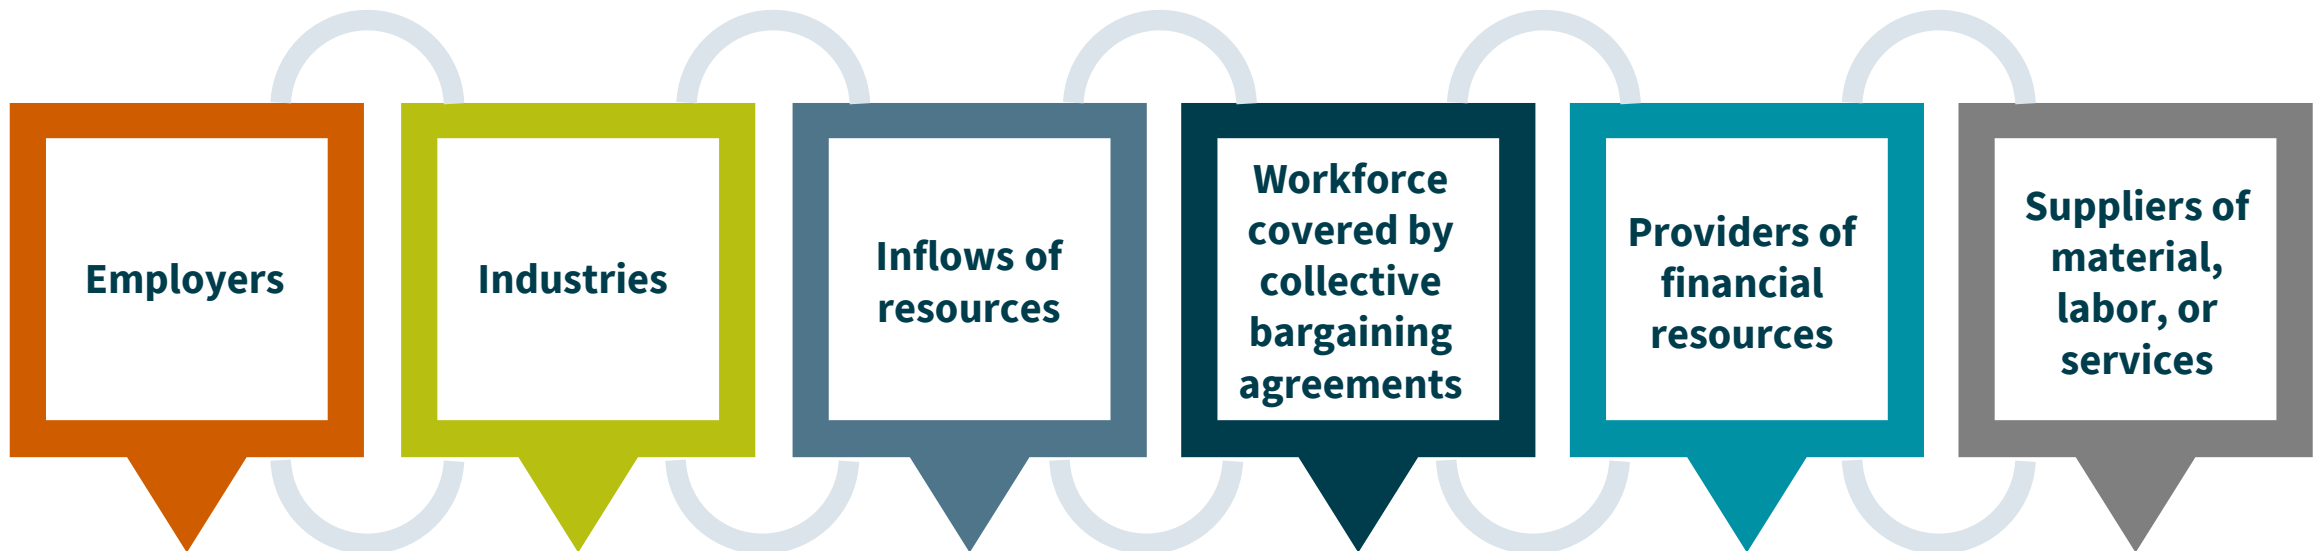 Employers
Industries
Inflows of
resources
Workforce
covered by
collective
bargaining
agreements
Providers of
financial
resources
Suppliers of
material,
labor, or
services